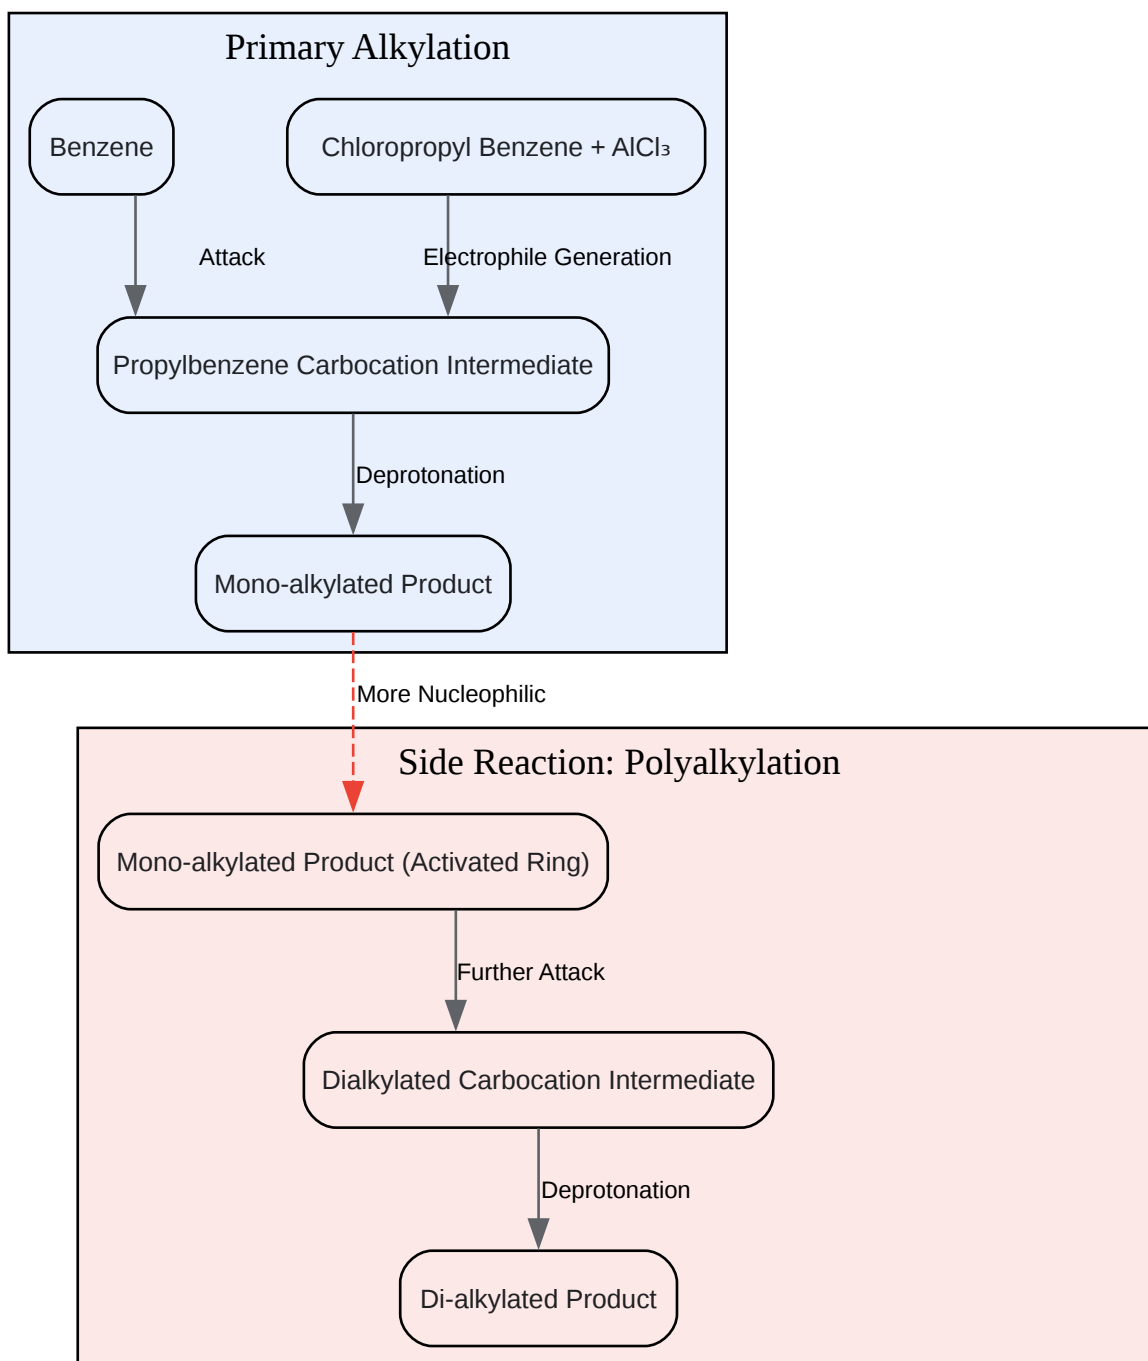 Primary Alkylation
Benzene
Chloropropyl Benzene + AlCl₃
Attack
Electrophile Generation
Propylbenzene Carbocation Intermediate
Deprotonation
Mono-alkylated Product
More Nucleophilic
Side Reaction: Polyalkylation
Mono-alkylated Product (Activated Ring)
Further Attack
Dialkylated Carbocation Intermediate
Deprotonation
Di-alkylated Product